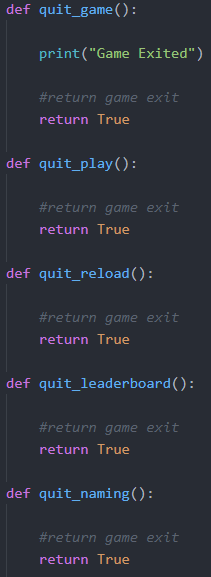 def quit_game():
print("Game Exited")
#return game exit
return True
def quit_play():
#return game exit
return True
def quit_reload():
#return game exit
return True
def quit_leaderboard():
#return game exit
return True
def quit_naming():
#return game exit
return True